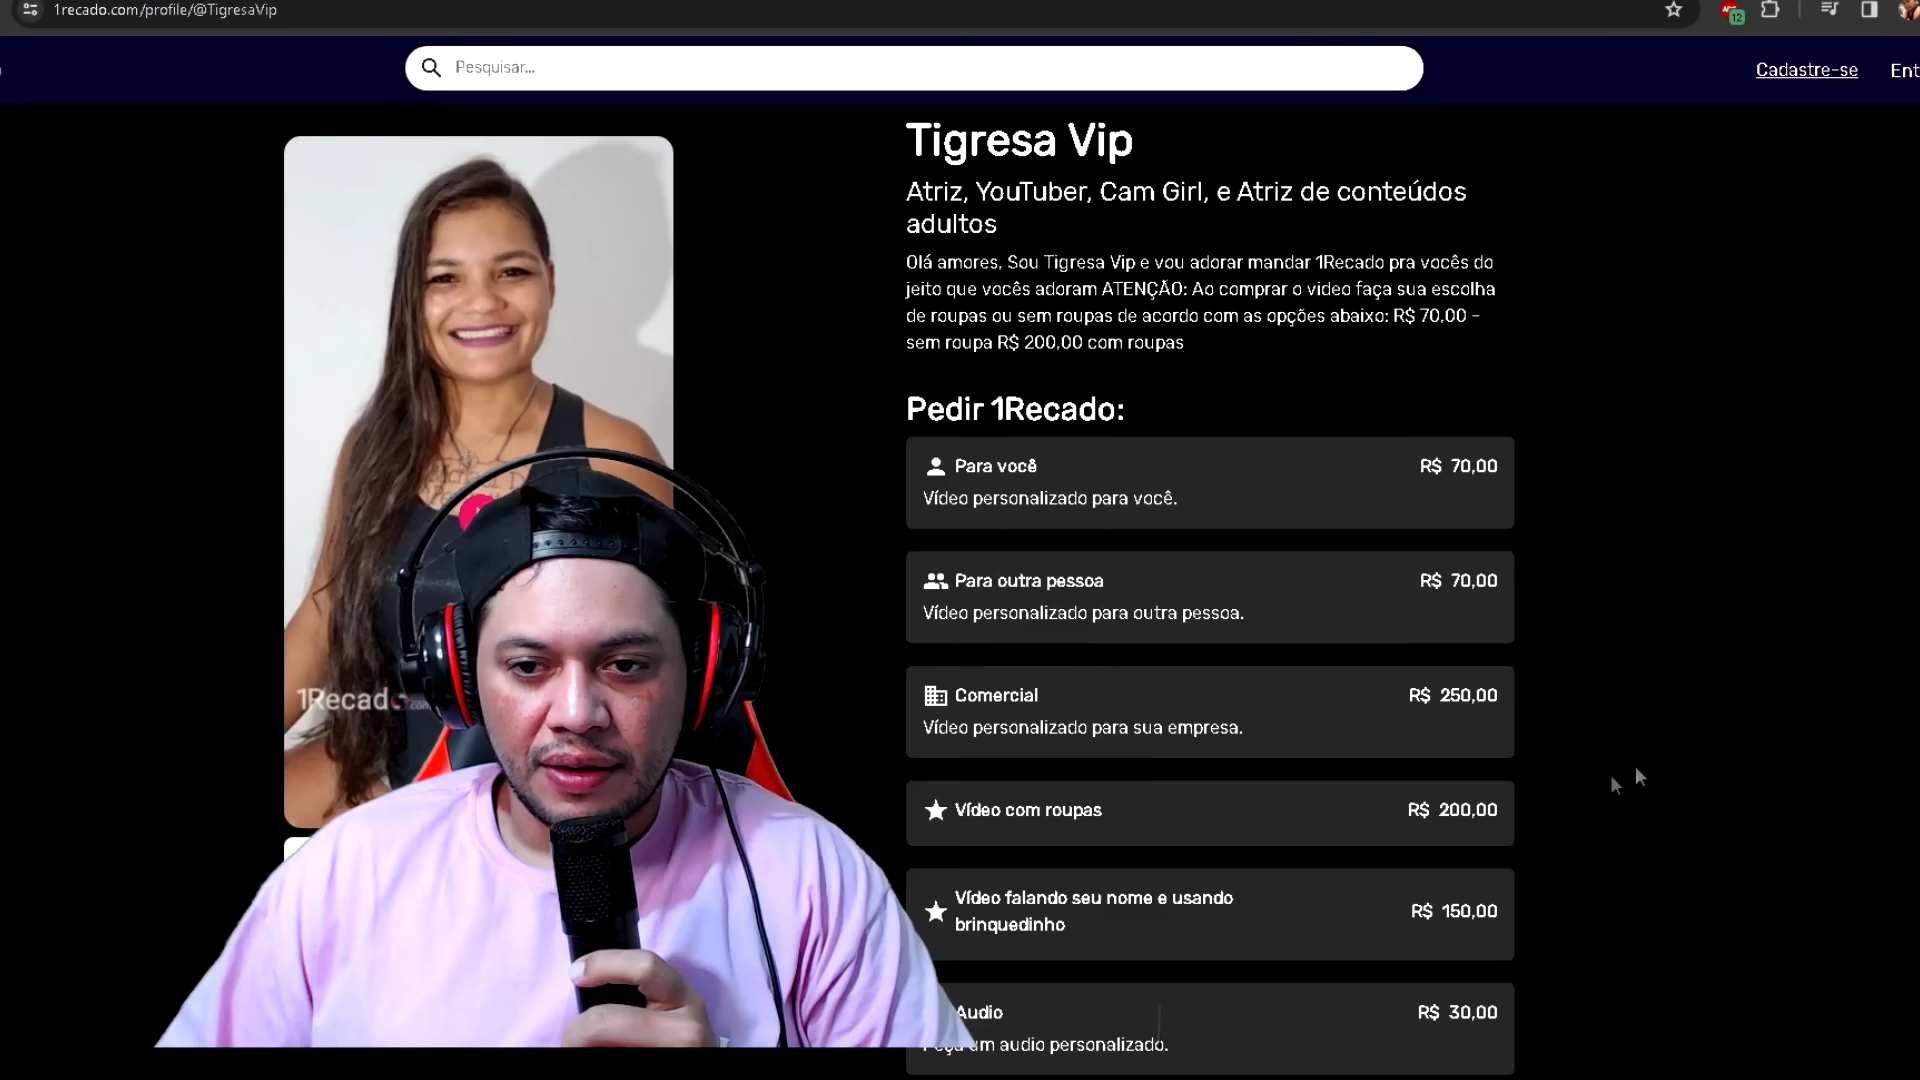 1recado.com/profile/@TigresaVip
12
Pesquisar...
Cadastre-se
Ent
Tigresa Vip
Atriz, YouTuber, Cam Girl, e Atriz de conteúdos
adultos
Olá amores, Sou Tigresa Vip e vou adorar mandar 1Recado pra vocês do
jeito que vocês adoram ATENÇÃO: Ao comprar o video faça sua escolha
de roupas ou sem roupas de acordo com as opções abaixo: R$ 70,00 -
sem roupa R$ 200,00 com roupas
Pedir 1Recado:
Para você R$ 70,00
Vídeo personalizado para você.
Para outra pessoa R$ 70,00
Vídeo personalizado para outra pessoa.
Comercial R$ 250,00
Vídeo personalizado para sua empresa.
Vídeo com roupas R$ 200,00
Vídeo falando seu nome e usando
brinquedinho R$ 150,00
Audio R$ 30,00
um audio personalizado.
1Recado
.com